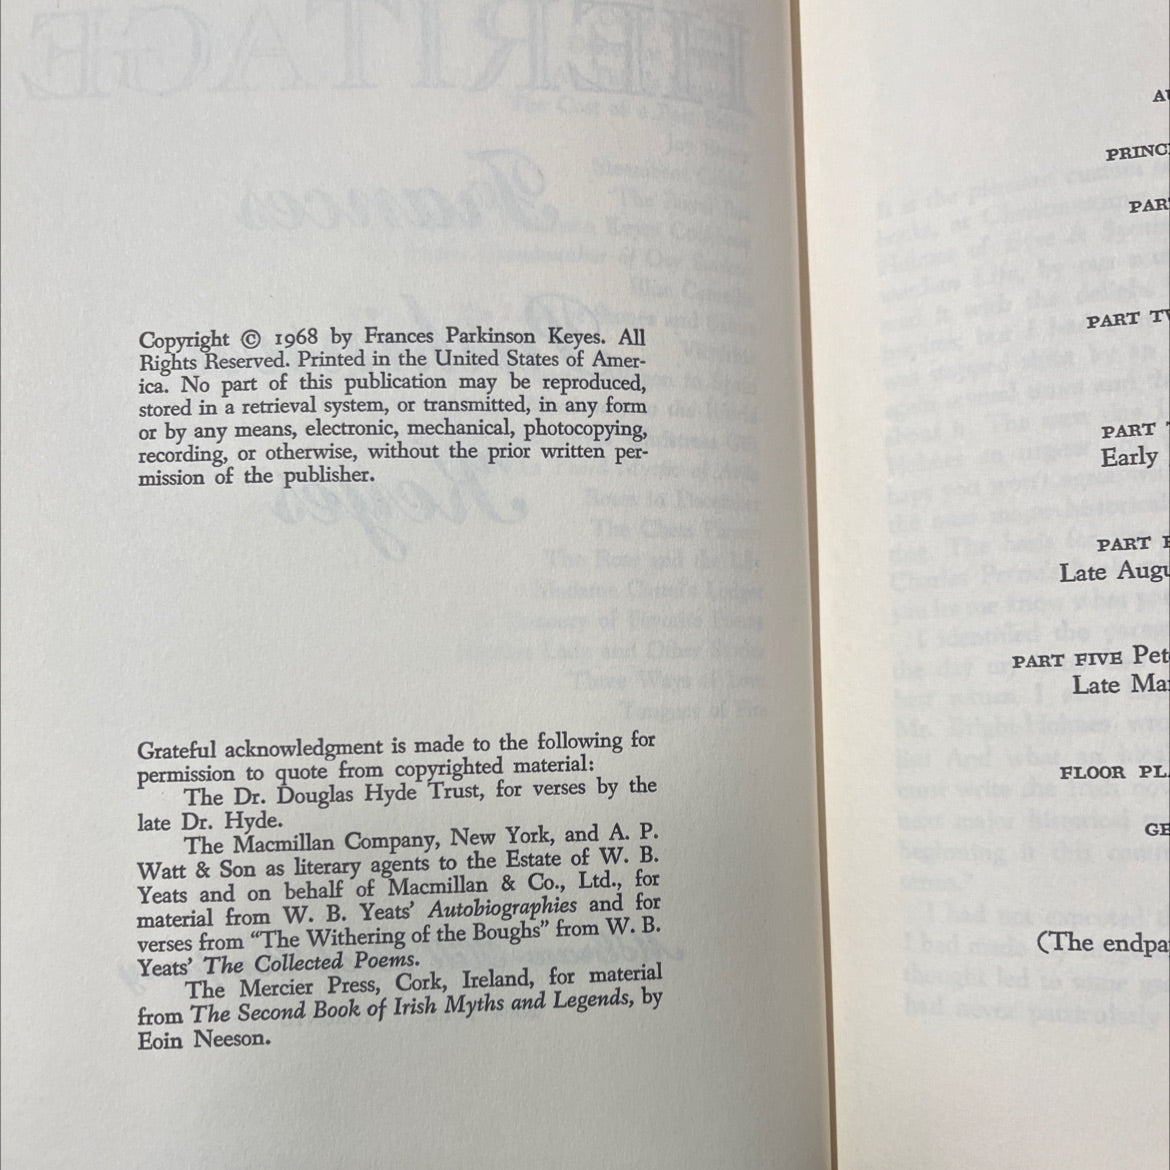 Copyright © 1968 by Frances Parkinson Keyes. All
Rights Reserved. Printed in the United States of Amer-
ica. No part of this publication may be reproduced,
stored in a retrieval system, or transmitted, in any form
or by any means, electronic, mechanical, photocopying,
recording, or otherwise, without the prior written per-
mission of the publisher.
Grateful acknowledgment is made to the following for
permission to quote from copyrighted material:
The Dr. Douglas Hyde Trust, for verses by the
late Dr. Hyde.
The Macmillan Company, New York, and A. P.
Watt & Son as literary agents to the Estate of W. B.
Yeats and on behalf of Macmillan & Co., Ltd., for
material from W. B. Yeats' Autobiographies and for
verses from “The Withering of the Boughs” from W. B.
Yeats' The Collected Poems.
The Mercier Press, Cork, Ireland, for material
from The Second Book of Irish Myths and Legends, by
Eoin Neeson.
PART
PART
Early
PART
Late
PART FIVE
Late
FLOOR
(The